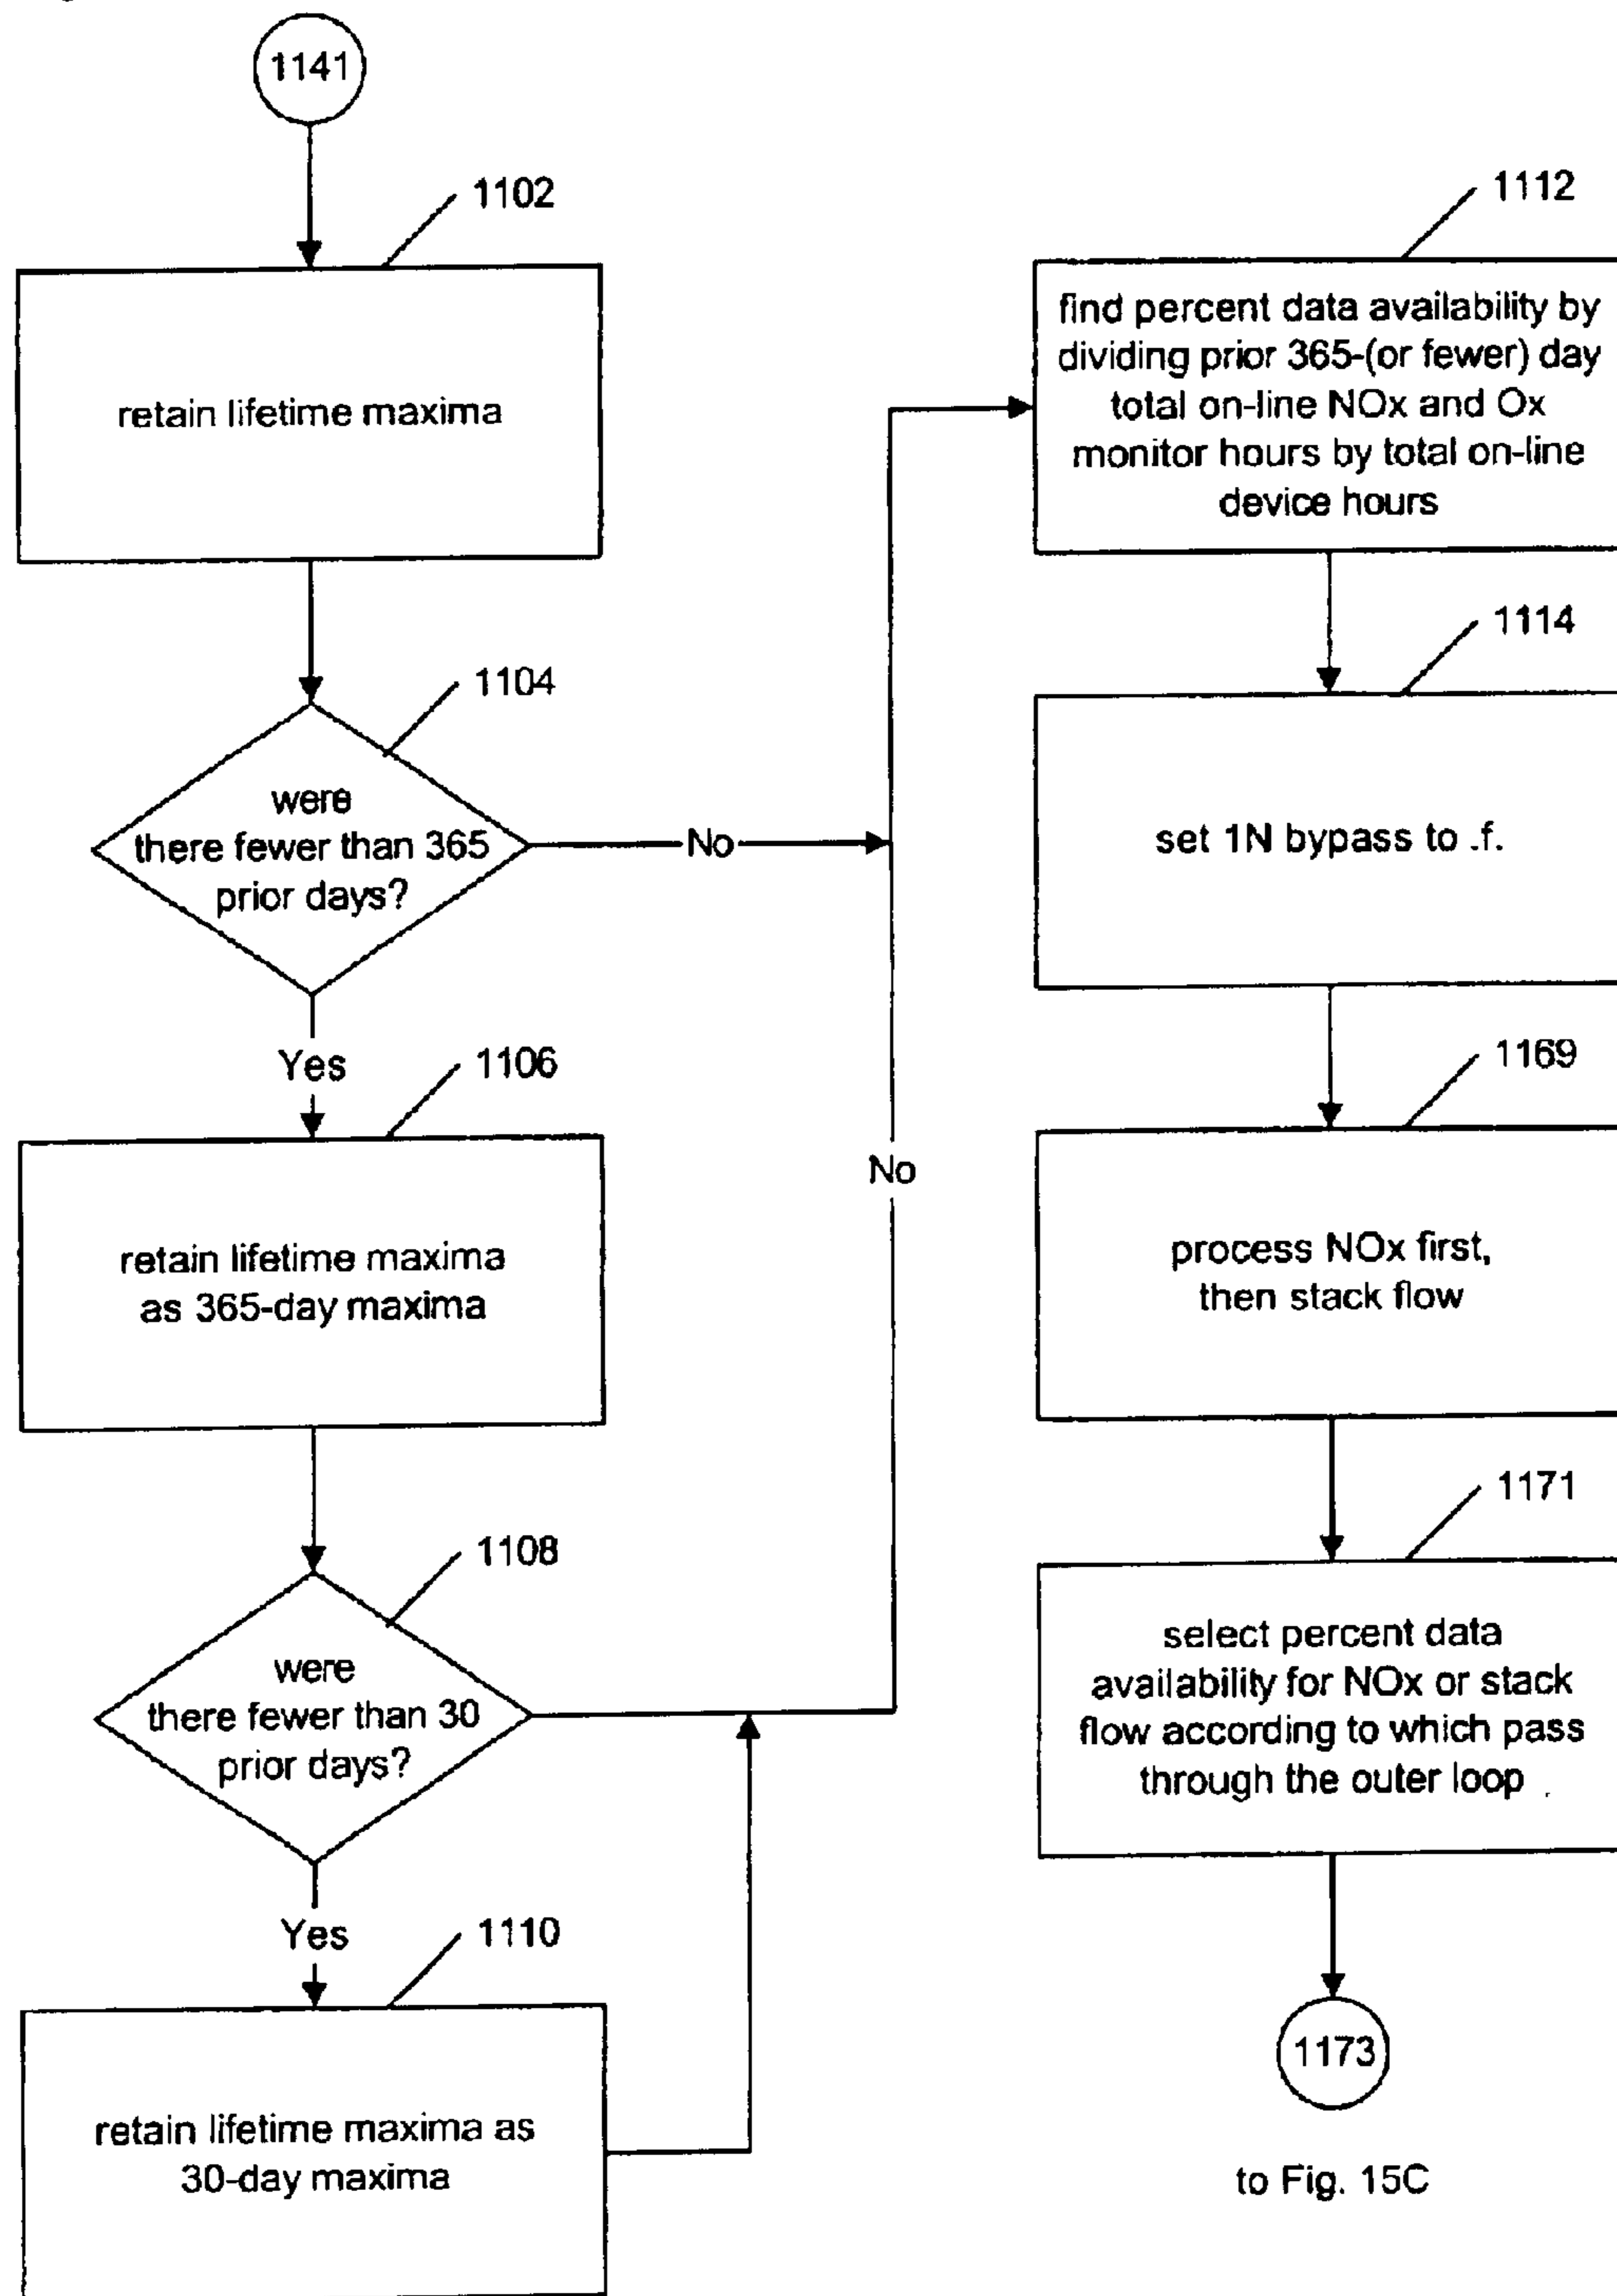 1141
1102
retain lifetime maxima
1104
were
there fewer than 365
prior days?
No
Yes
1106
retain lifetime maxima
as 365-day maxima
No
1108
were
there fewer than 30
prior days?
Yes
1110
retain lifetime maxima as
30-day maxima
1112
find percent data availability by
dividing prior 365-(or fewer) day
total on-line NOx and Ox
monitor hours by total on-line
device hours
1114
set 1N bypass to .f.
1169
process NOx first,
then stack flow
1171
select percent data
availability for NOx or stack
flow according to which pass
through the outer loop
1173
to Fig. 15C